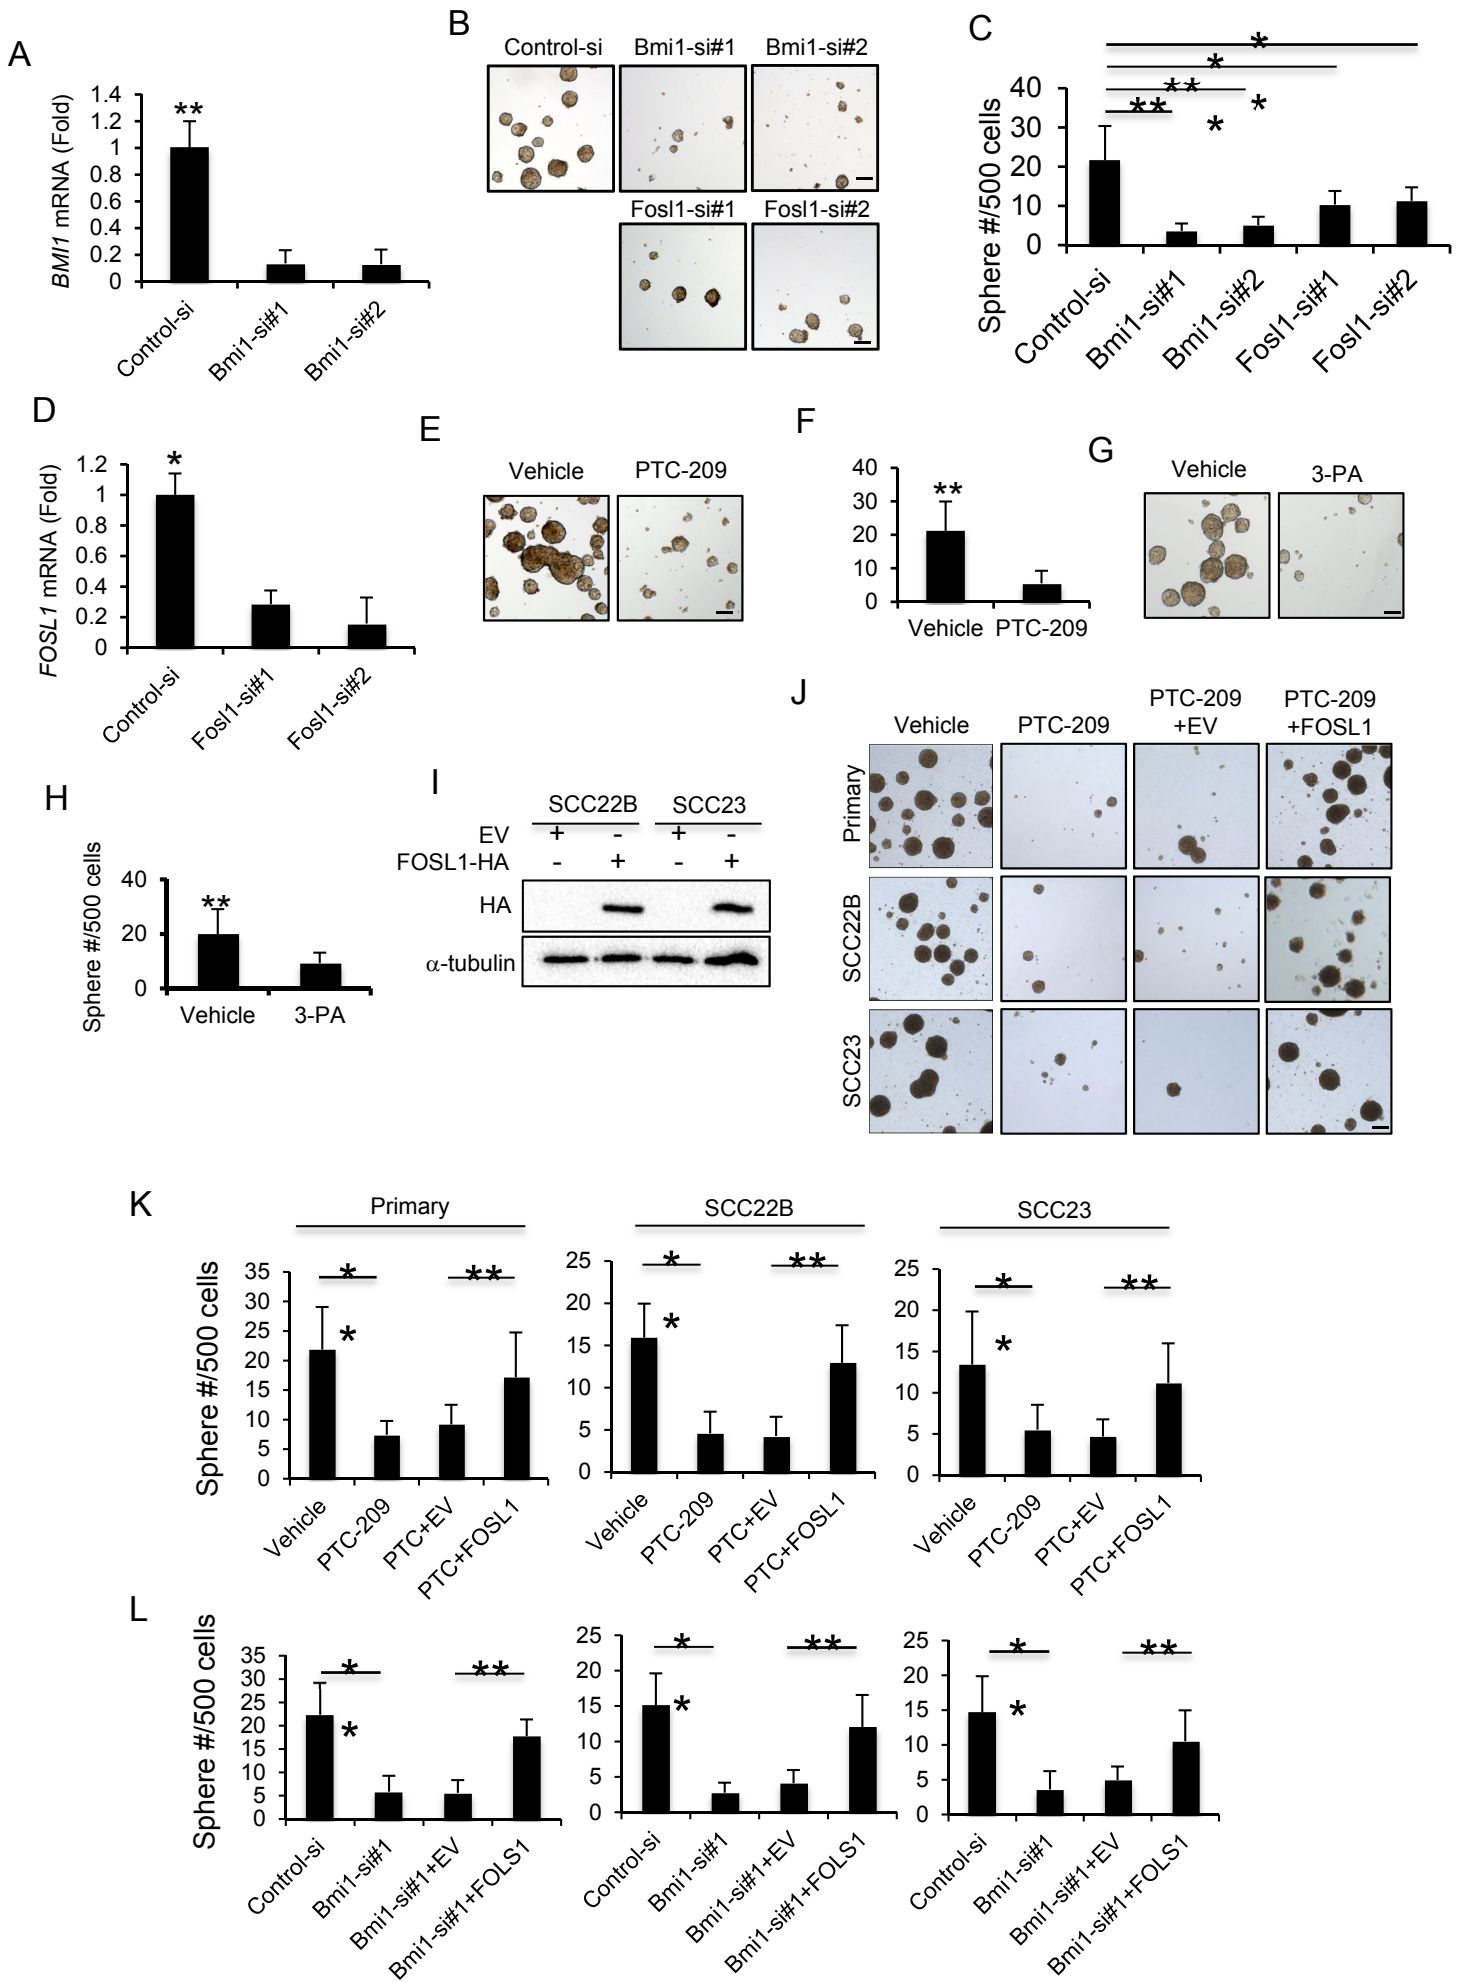 A
BMI1 mRNA (Fold)
1.4
1.2
1
0.8
0.6
0.4
0.2
0
**
Control-si
Bmi1-si#1
Bmi1-si#2
B
Control-si Bmi1-si#1 Bmi1-si#2
Fosl1-si#1 Fosl1-si#2
C
Sphere #/500 cells
40
30
20
10
0
*
*
**
**
*
*
Control-si
Bmi1-si#1
Bmi1-si#2
Fosl1-si#1
Fosl1-si#2
D
FOSL1 mRNA (Fold)
1.2
1
0.8
0.6
0.4
0.2
0
*
Control-si
Fosl1-si#1
Fosl1-si#2
E
Vehicle PTC-209
F
40
30
20
10
0
**
Vehicle PTC-209
G
Vehicle 3-PA
H
Sphere #/500 cells
40
20
0
**
Vehicle 3-PA
I
SCC22B SCC23
EV + - + -
FOSL1-HA - + - +
HA
α-tubulin
J
Vehicle PTC-209 PTC-209 +EV PTC-209 +FOSL1
Primary
SCC22B
SCC23
K
Sphere #/500 cells
Primary
35
30
25
20
15
10
5
0
*
**
*
Vehicle
PTC-209
PTC+EV
PTC+FOSL1
SCC22B
25
20
15
10
5
0
*
**
*
Vehicle
PTC-209
PTC+EV
PTC+FOSL1
SCC23
25
20
15
10
5
0
*
**
*
Vehicle
PTC-209
PTC+EV
PTC+FOSL1
L
Sphere #/500 cells
35
30
25
20
15
10
5
0
*
**
*
Control-si
Bmi1-si#1
Bmi1-si#1+EV
Bmi1-si#1+FOLS1
25
20
15
10
5
0
*
**
*
Control-si
Bmi1-si#1
Bmi1-si#1+EV
Bmi1-si#1+FOLS1
25
20
15
10
5
0
*
**
*
Control-si
Bmi1-si#1
Bmi1-si#1+EV
Bmi1-si#1+FOLS1